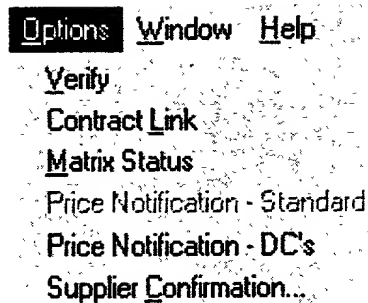 Options Window Help
Verify
Contract Link
Matrix Status
Price Notification - Standard
Price Notification - DC's
Supplier Confirmation...